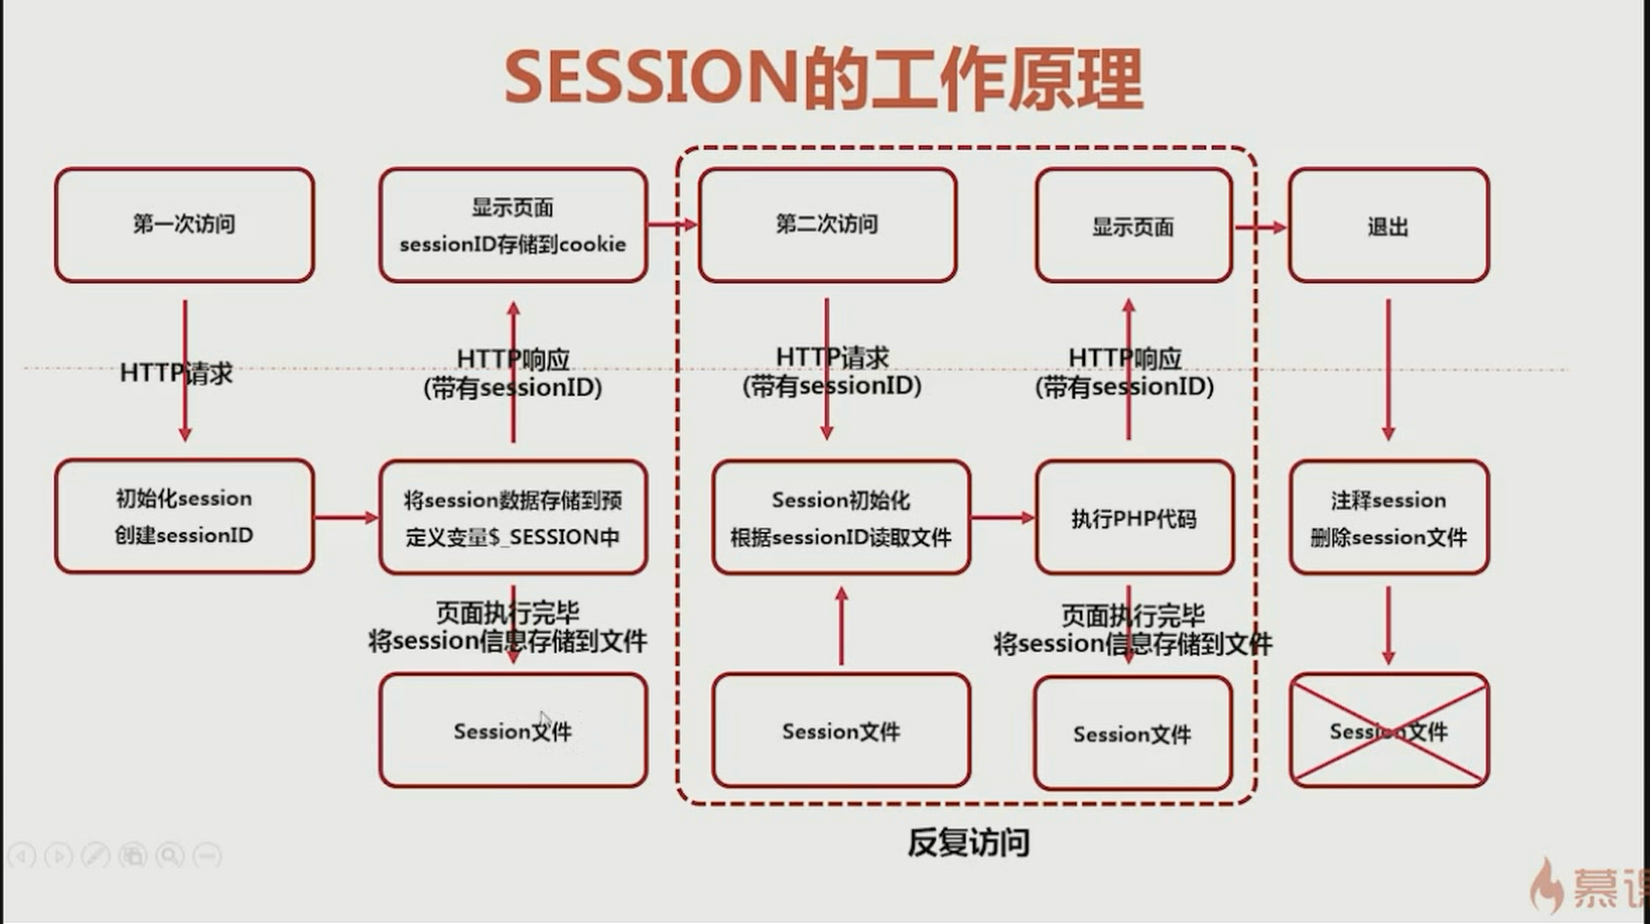 SESSION的工作原理
第一次访问
显示页面
sessionID存储到cookie
第二次访问
显示页面
退出
HTTP请求
HTTP响应
(带有sessionID)
HTTP请求
(带有sessionID)
HTTP响应
(带有sessionID)
初始化session
创建sessionID
将session数据存储到预
定义变量$_SESSION中
Session初始化
根据sessionID读取文件
执行PHP代码
注释session
删除session文件
页面执行完毕
将session信息存储到文件
页面执行完毕
将session信息存储到文件
Session文件
Session文件
Session文件
Session文件
反复访问
慕